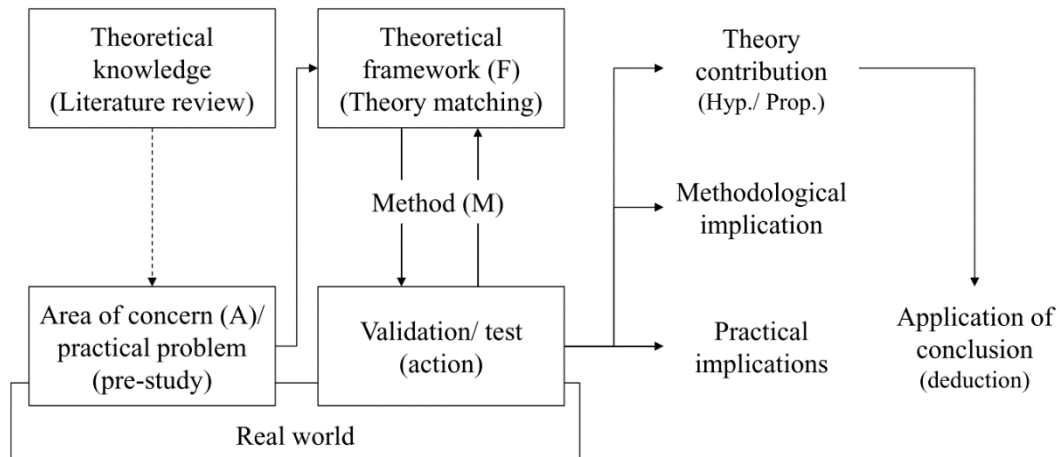 Theoretical
knowledge
(Literature review)
Theoretical
framework (F)
(Theory matching)
Theory
contribution
(Hyp./ Prop.)
Method (M)
Methodological
implication
Area of concern (A)/
practical problem
(pre-study)
Validation/ test
(action)
Practical
implications
Application of
conclusion
(deduction)
Real world